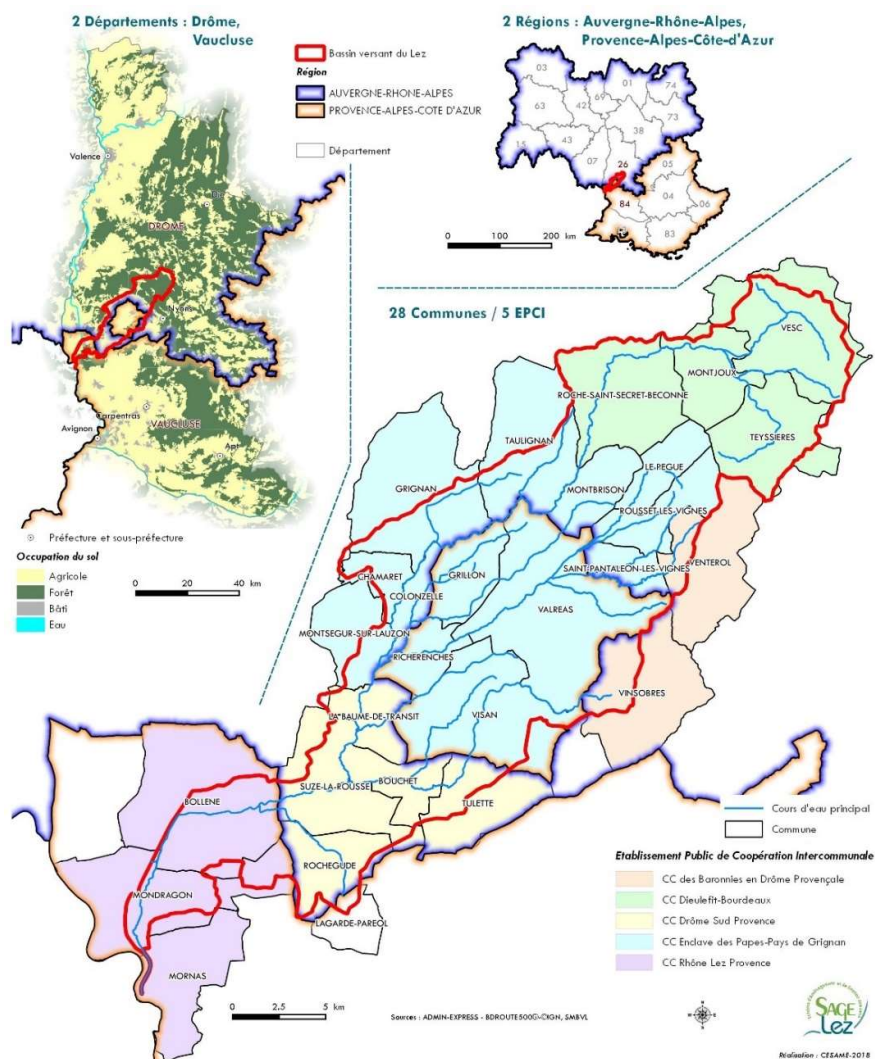 2 Départements : Drôme,
Vaucluse
Bassin versant du Lez
Région
AUVERGNE-RHONE-ALPES
PROVENCE-ALPES-COTE D'AZUR
Département
2 Régions : Auvergne-Rhône-Alpes,
Provence-Alpes-Côte-d'Azur
03
01
74
63
42
69
73
38
15
43
07
26
05
84
04
06
83
0
100
200
km
Valence
Die
DRÔME
Nyons
Carpentras
VAUCLUSE
Avignon
Apt
Préfecture et sous-préfecture
Occupation du sol
Agricole
Forêt
Bâti
Eau
0
20
40
km
28 Communes / 5 EPCI
VESC
MONTJOUX
ROCHE-SAINT-SECRET-BECONNE
TEYSSIERES
TAULIGNAN
LE-PEGUE
GRIGNAN
MONTBRISON
ROUSSET-LES-VIGNES
VENTEROL
SAINT-PANTALEON-LES-VIGNES
CHAMARET
GRILLON
COLONZELLE
VALREAS
MONTSEGUR-SUR-LAUZON
RICHERENCHES
VINSOBRES
LA-BAUME-DE-TRANSIT
VISAN
SUZE-LA-ROUSSE
BOUCHET
BOLLENE
TULETTE
ROCHEGUDE
MONDRAGON
LAGARDE-PAREOL
MORNAS
Cours d'eau principal
Commune
Etablissement Public de Coopération Intercommunale
CC des Baronnies en Drôme Provençale
CC Dieulefit-Bourdeaux
CC Drôme Sud Provence
CC Enclave des Papes-Pays de Grignan
CC Rhône Lez Provence
0
2.5
5
km
Sources : ADMIN-EXPRESS - BDROUTE500©-©IGN, SMBVL
SAGE
Lez
Réalisation : CESAME-2018